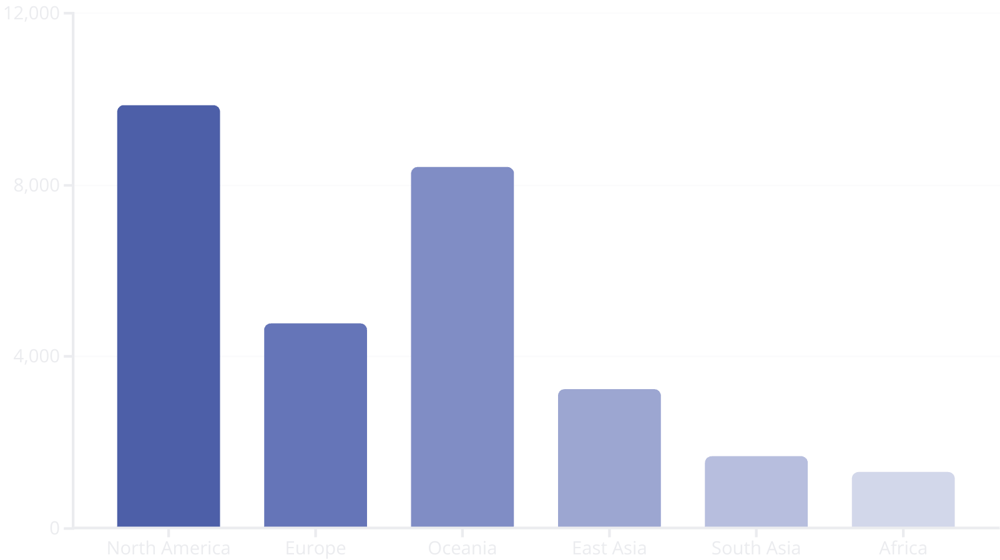 12,000
8,000
4,000
0
North America
Europe
Oceania
East Asia
South Asia
Africa